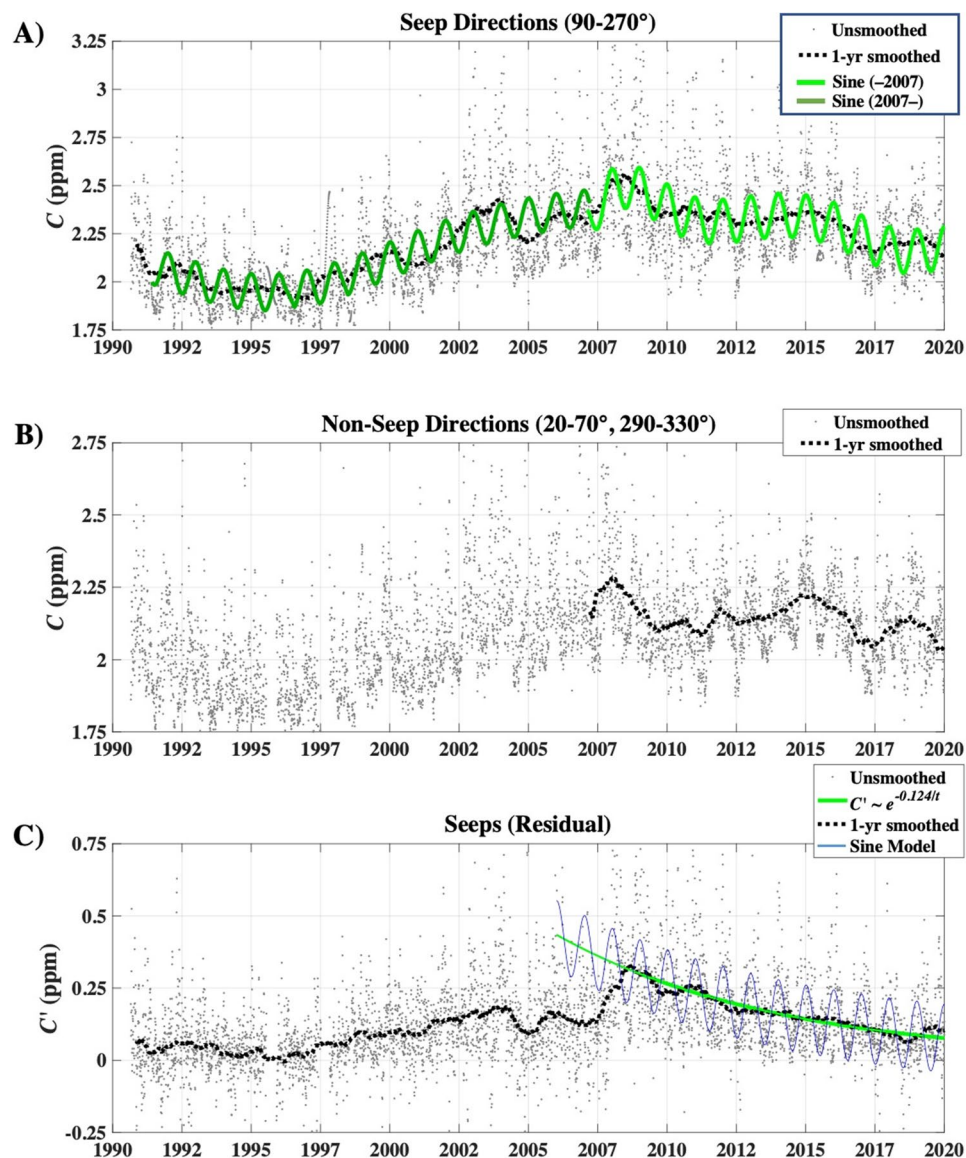 A)
Seep Directions (90-270°)
Unsmoothed
1-yr smoothed
Sine (–2007)
Sine (2007–)
C (ppm)
3.25
3
2.75
2.5
2.25
2
1.75
1990 1992 1995 1997 2000 2002 2005 2007 2010 2012 2015 2017 2020
B)
Non-Seep Directions (20-70°, 290-330°)
Unsmoothed
1-yr smoothed
C (ppm)
2.75
2.5
2.25
2
1.75
1990 1992 1995 1997 2000 2002 2005 2007 2010 2012 2015 2017 2020
C)
Seeps (Residual)
Unsmoothed
C' ~ e^-0.124/t
1-yr smoothed
Sine Model
C' (ppm)
0.75
0.5
0.25
0
-0.25
1990 1992 1995 1997 2000 2002 2005 2007 2010 2012 2015 2017 2020